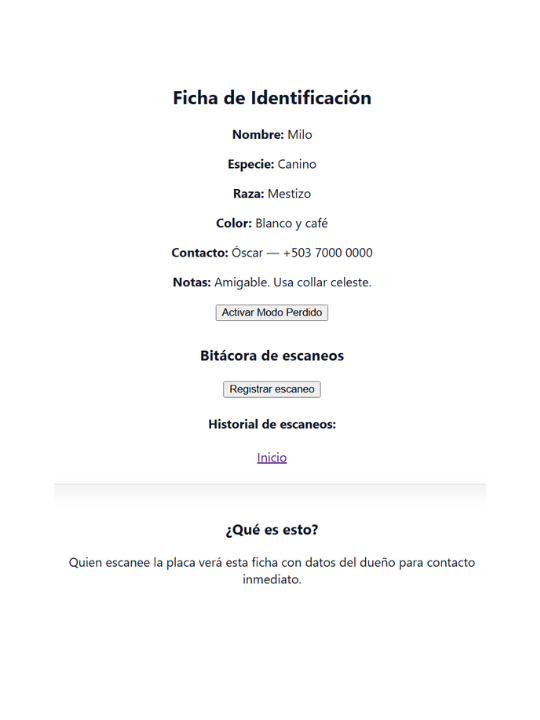 Ficha de Identificación
Nombre: Milo
Especie: Canino
Raza: Mestizo
Color: Blanco y café
Contacto: Óscar — +503 7000 0000
Notas: Amigable. Usa collar celeste.
Activar Modo Perdido
Bitácora de escaneos
Registrar escaneo
Historial de escaneos:
Inicio
¿Qué es esto?
Quien escanee la placa verá esta ficha con datos del dueño para contacto
inmediato.